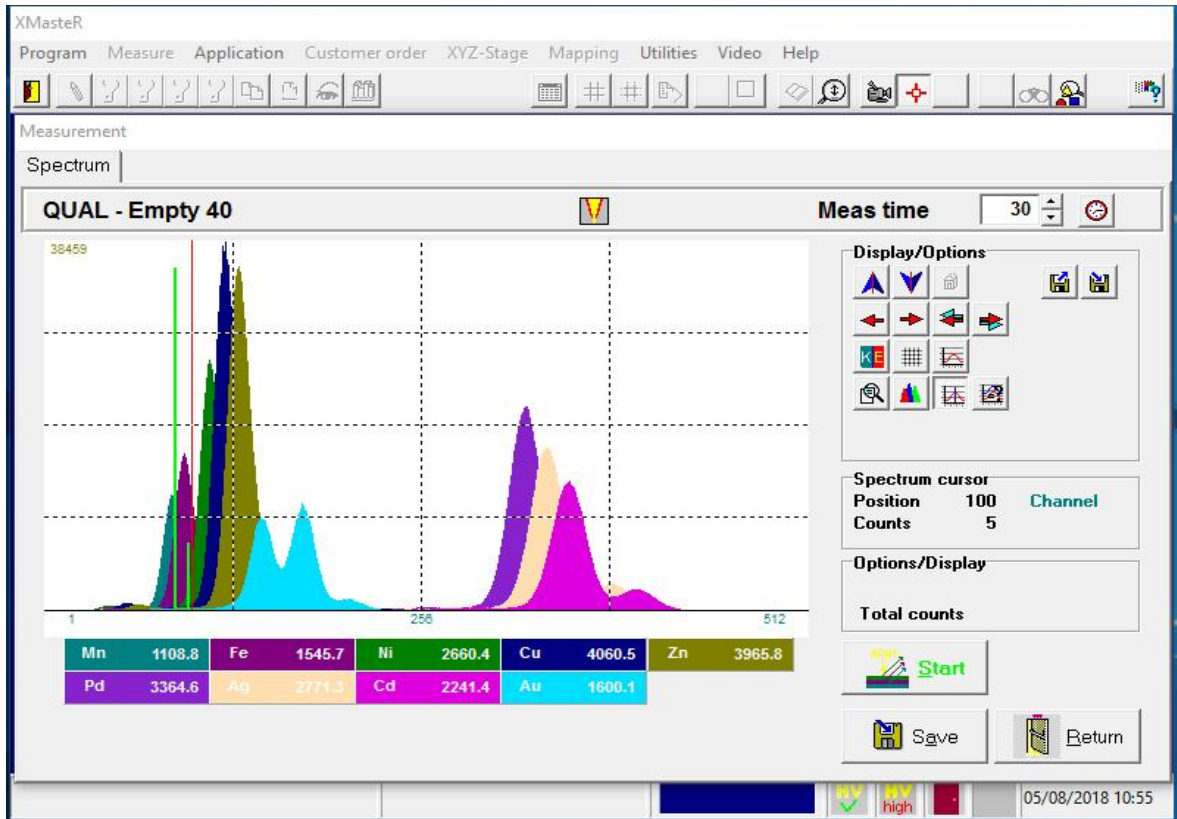 XMasteR
Program Measure Application Customer order XYZ-Stage Mapping Utilities Video Help
Measurement
Spectrum
QUAL - Empty 40 Meas time 30
38459
1 256 512
Mn 1108.8 Fe 1545.7 Ni 2660.4 Cu 4060.5 Zn 3965.8
Pd 3364.6 Ag 2771.3 Cd 2241.4 Au 1600.1
Display/Options
KE
Spectrum cursor
Position 100 Channel
Counts 5
Options/Display
Total counts
Start
Save Return
HV HV high 05/08/2018 10:55